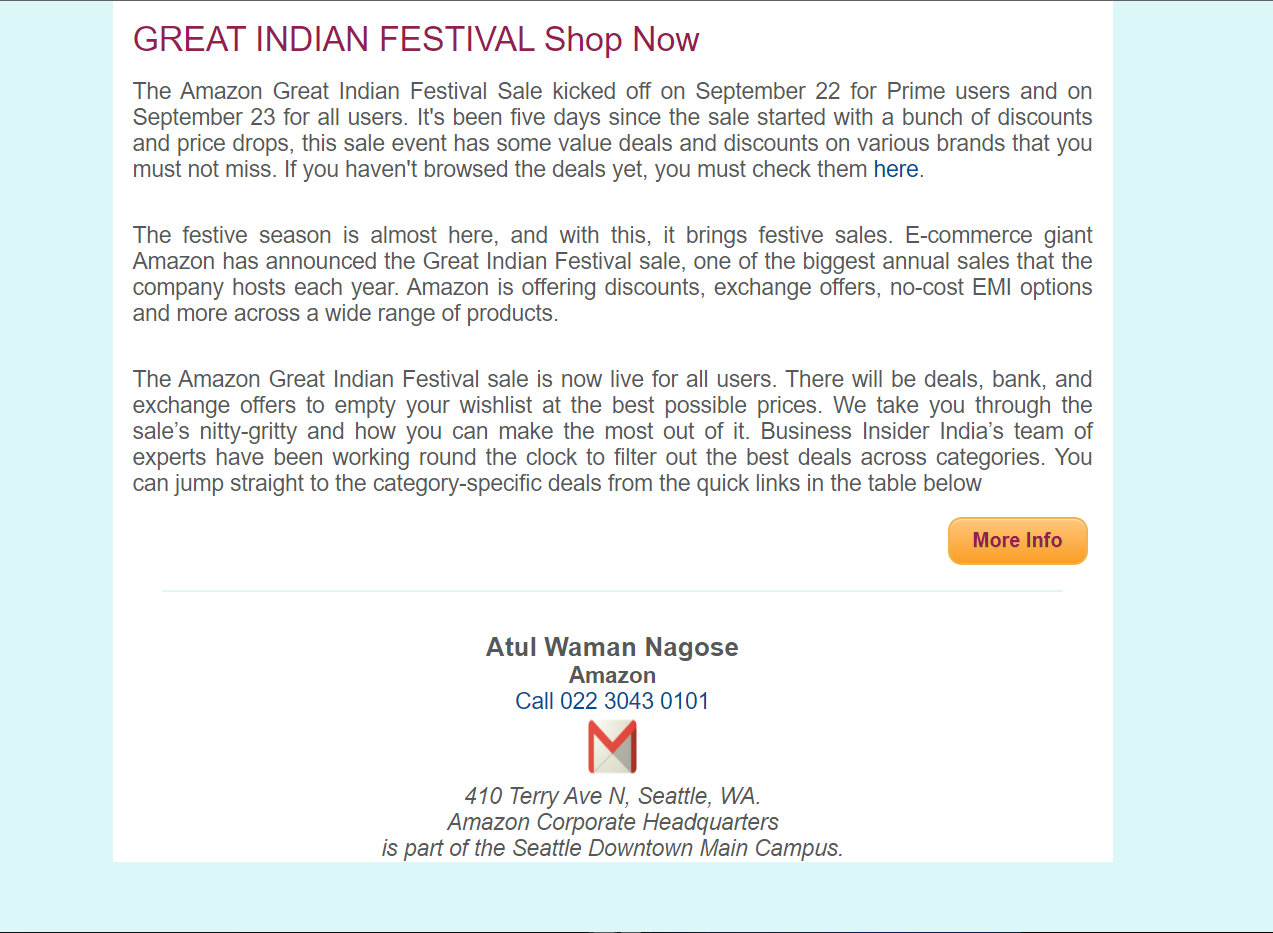 GREAT INDIAN FESTIVAL Shop Now
The Amazon Great Indian Festival Sale kicked off on September 22 for Prime users and on
September 23 for all users. It's been five days since the sale started with a bunch of discounts
and price drops, this sale event has some value deals and discounts on various brands that you
must not miss. If you haven't browsed the deals yet, you must check them here.
The festive season is almost here, and with this, it brings festive sales. E-commerce giant
Amazon has announced the Great Indian Festival sale, one of the biggest annual sales that the
company hosts each year. Amazon is offering discounts, exchange offers, no-cost EMI options
and more across a wide range of products.
The Amazon Great Indian Festival sale is now live for all users. There will be deals, bank, and
exchange offers to empty your wishlist at the best possible prices. We take you through the
sale’s nitty-gritty and how you can make the most out of it. Business Insider India’s team of
experts have been working round the clock to filter out the best deals across categories. You
can jump straight to the category-specific deals from the quick links in the table below
More Info
Atul Waman Nagose
Amazon
Call 022 3043 0101
410 Terry Ave N, Seattle, WA.
Amazon Corporate Headquarters
is part of the Seattle Downtown Main Campus.